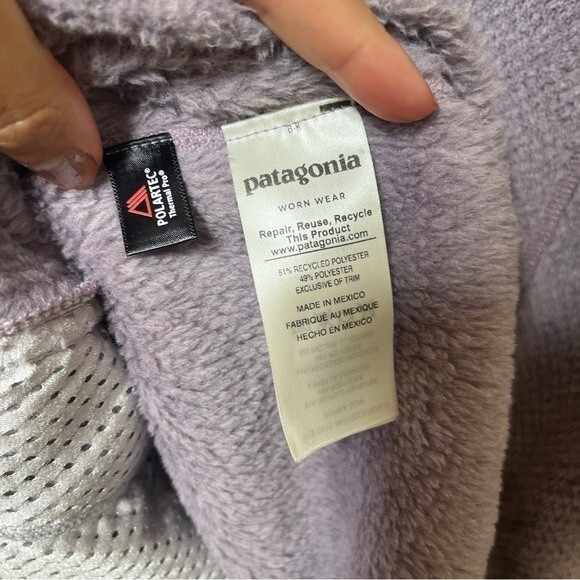 POLARTEC®
Thermal Pro®
patagonia
WORN WEAR
Repair, Reuse, Recycle
This Product
www.patagonia.com
51% RECYCLED POLYESTER
49% POLYESTER
EXCLUSIVE OF TRIM
MADE IN MEXICO
FABRIQUÉ AU MEXIQUE
HECHO EN MEXICO